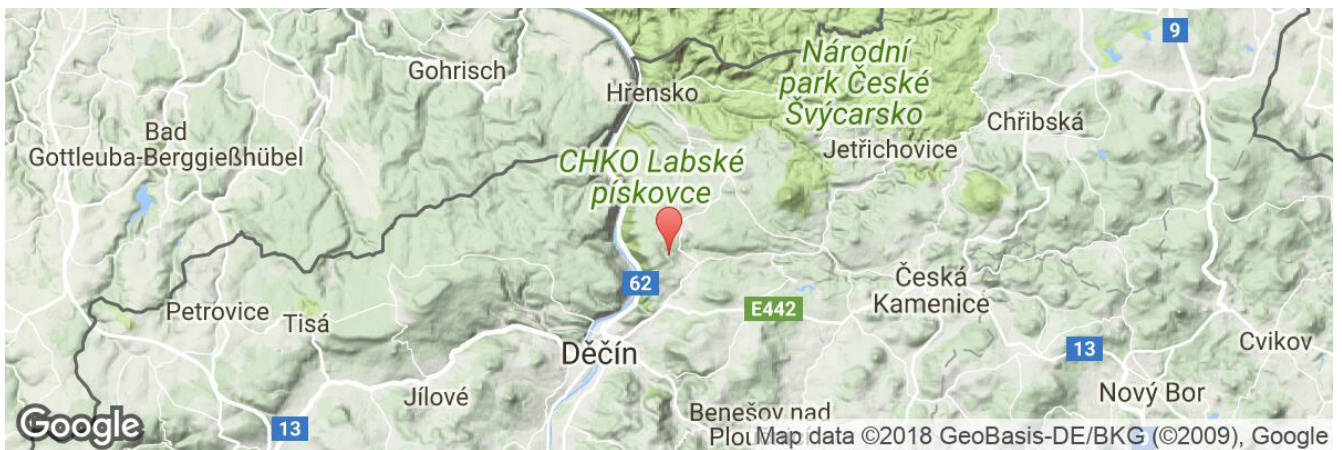 9
Národní
park České
Švýcarsko
Gohrisch
Hřensko
Chřibská
Bad
Gottleuba-Berggießhübel
Jetřichovice
CHKO Labské
pískovce
62
Česká
Kamenice
Petrovice
Tisá
E442
Děčín
13
Cvikov
Jílové
Nový Bor
Benešov nad
Google
13
Map data ©2018 GeoBasis-DE/BKG (©2009), Google